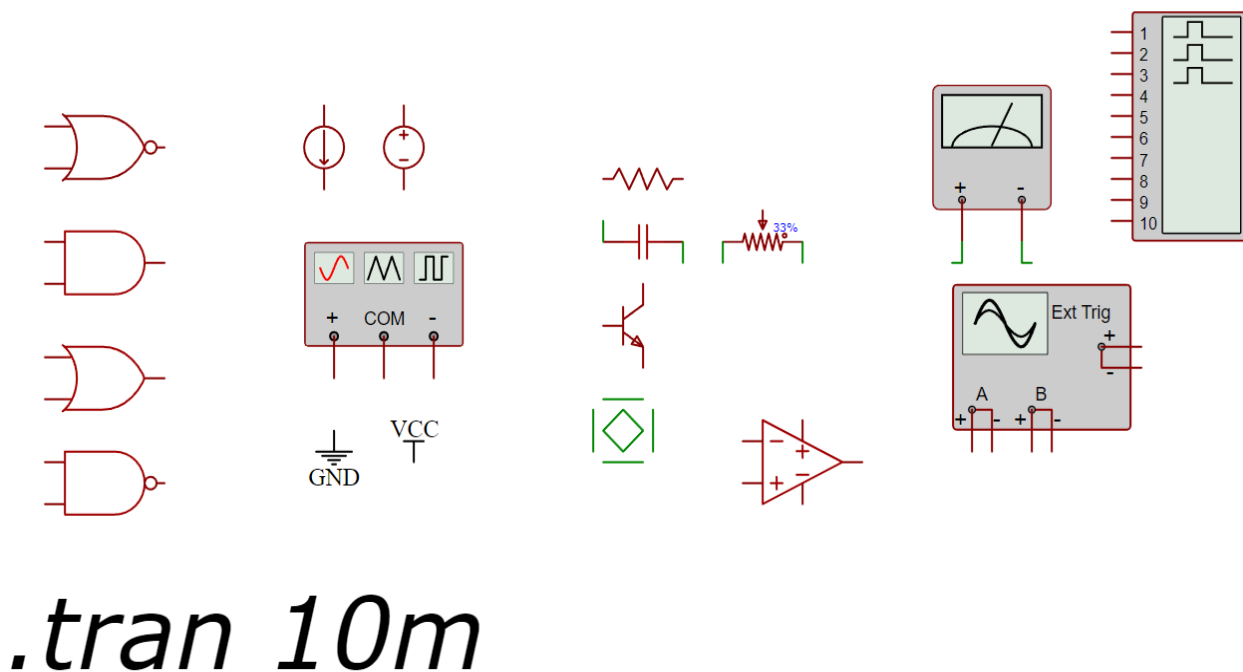 1
2
3
4
5
6
7
8
9
10
+ -
+
-
33%
+ COM -
Ext Trig
+
-
A B
+ - + -
VCC
GND
-
+
+
-
.tran 10m